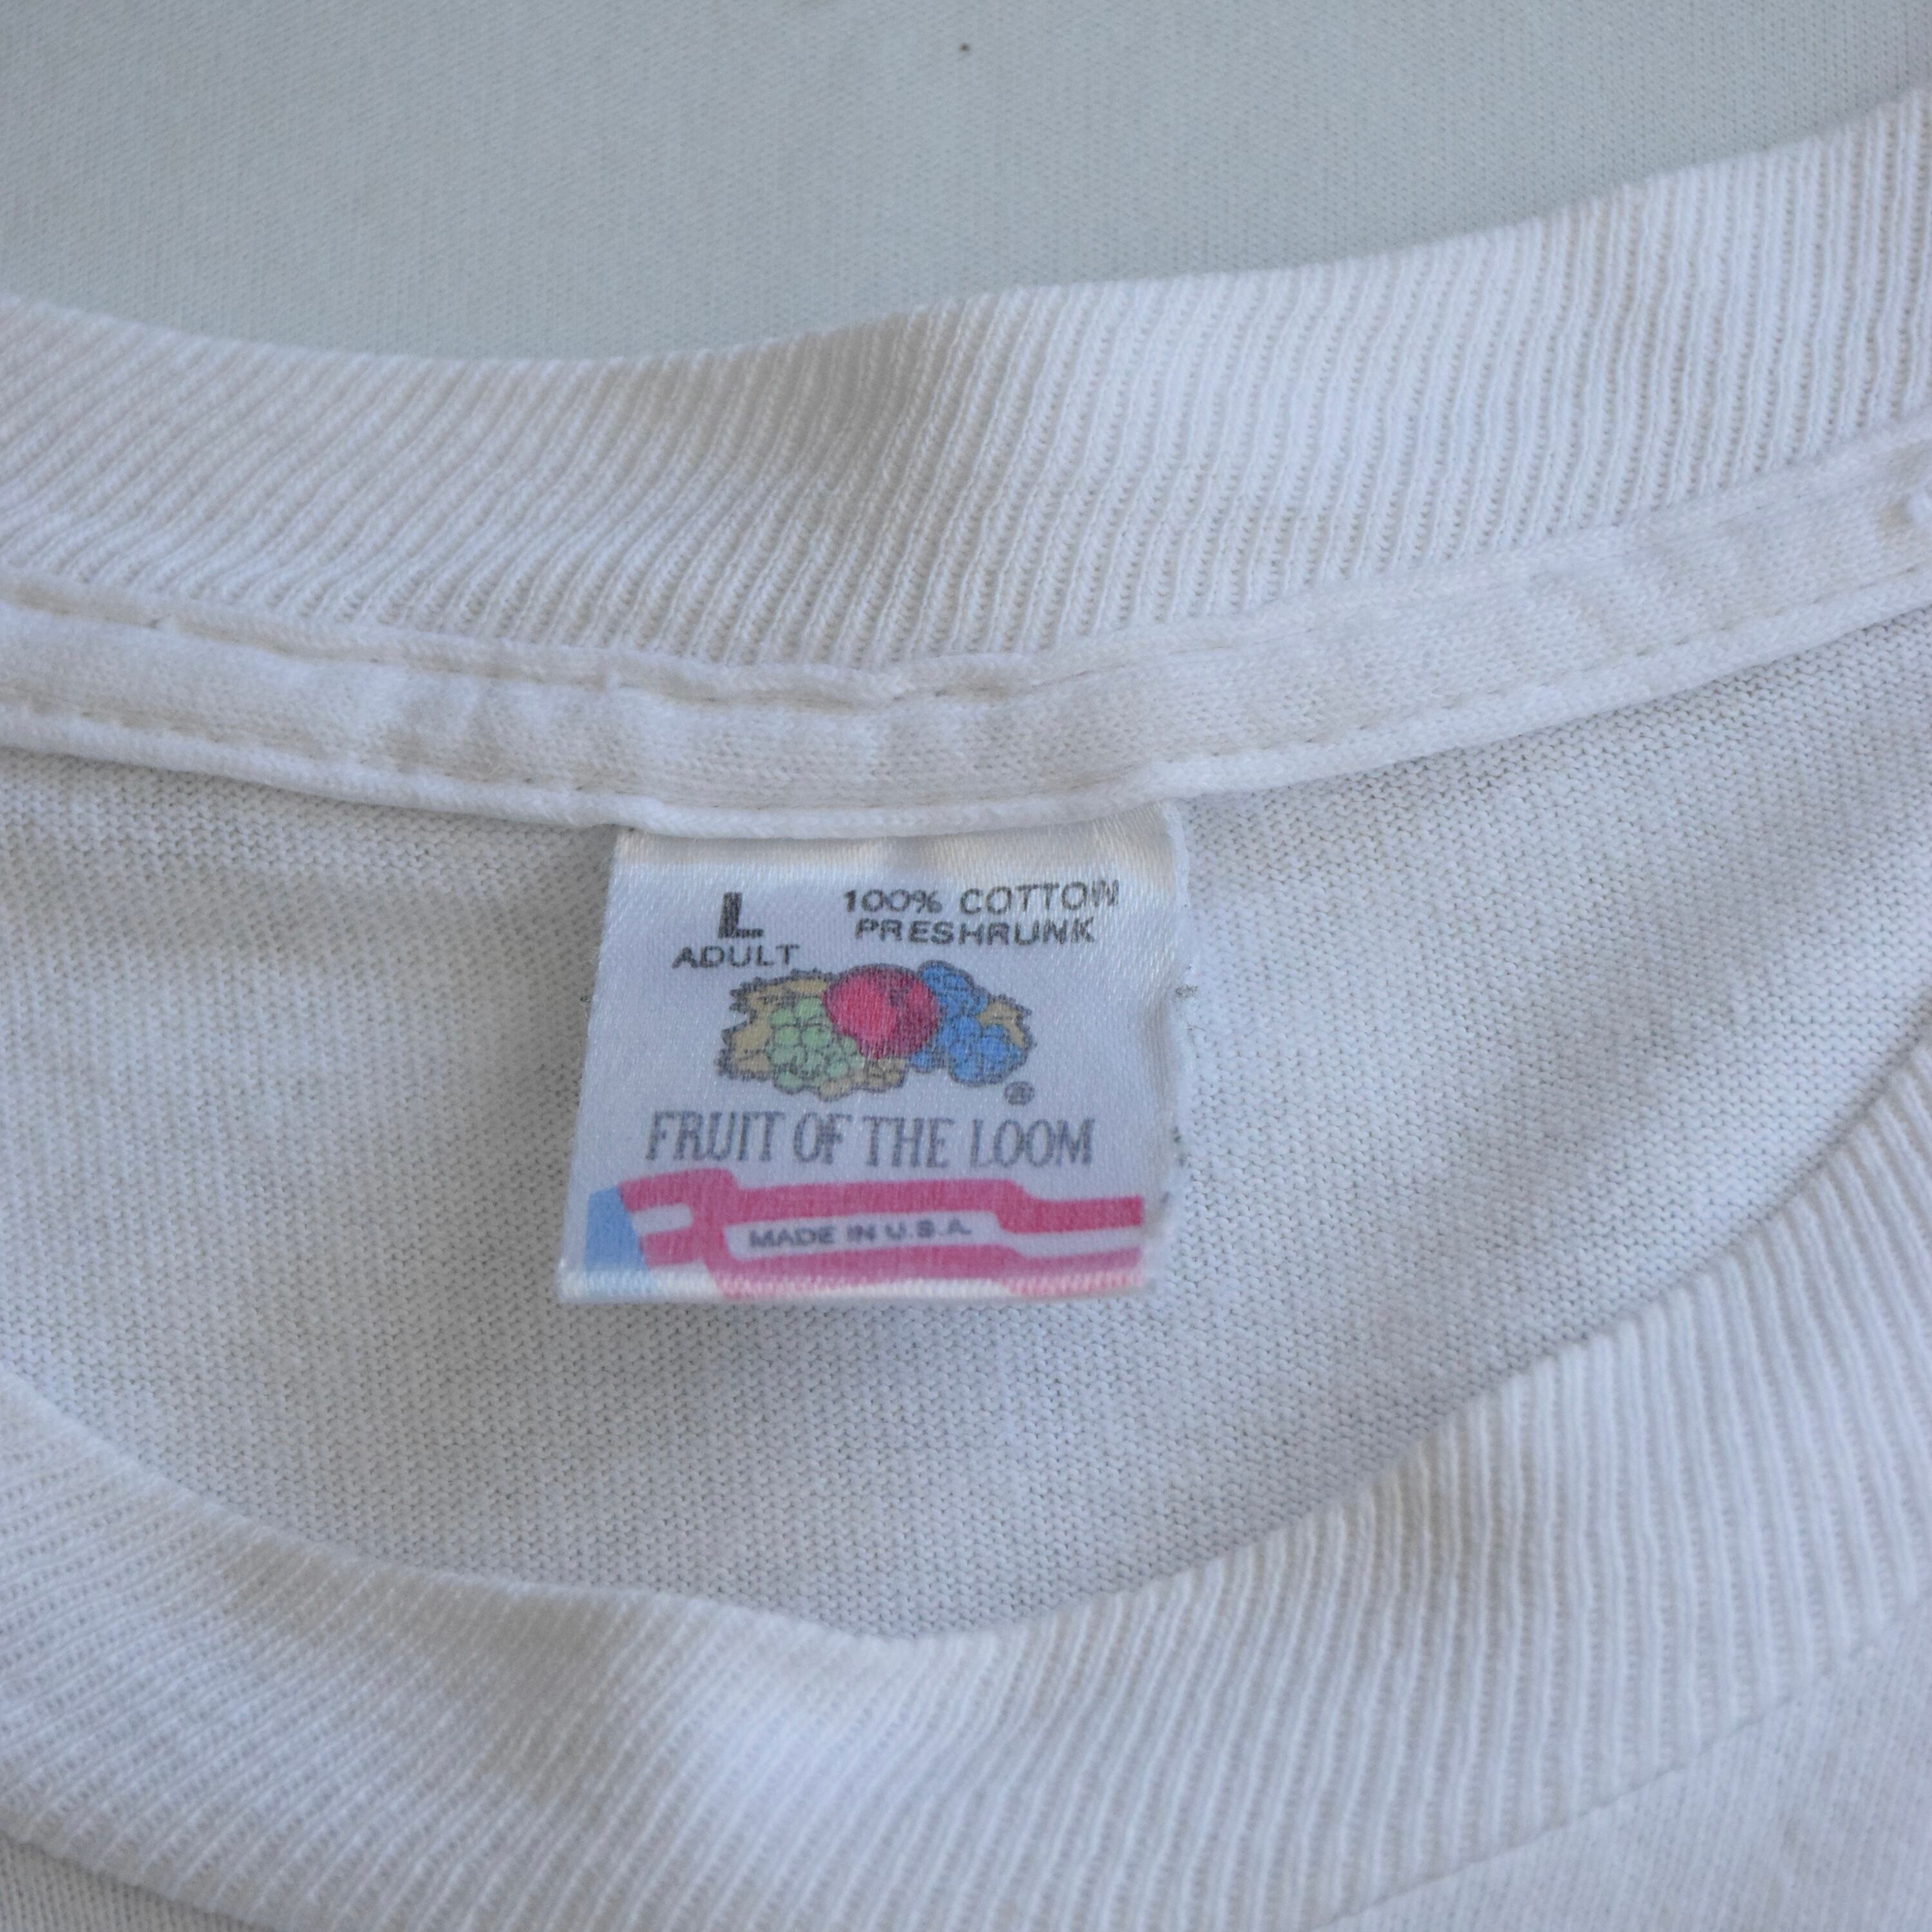 L
ADULT
100% COTTON
PRESHRUNK
®
FRUIT OF THE LOOM
MADE IN U.S.A.